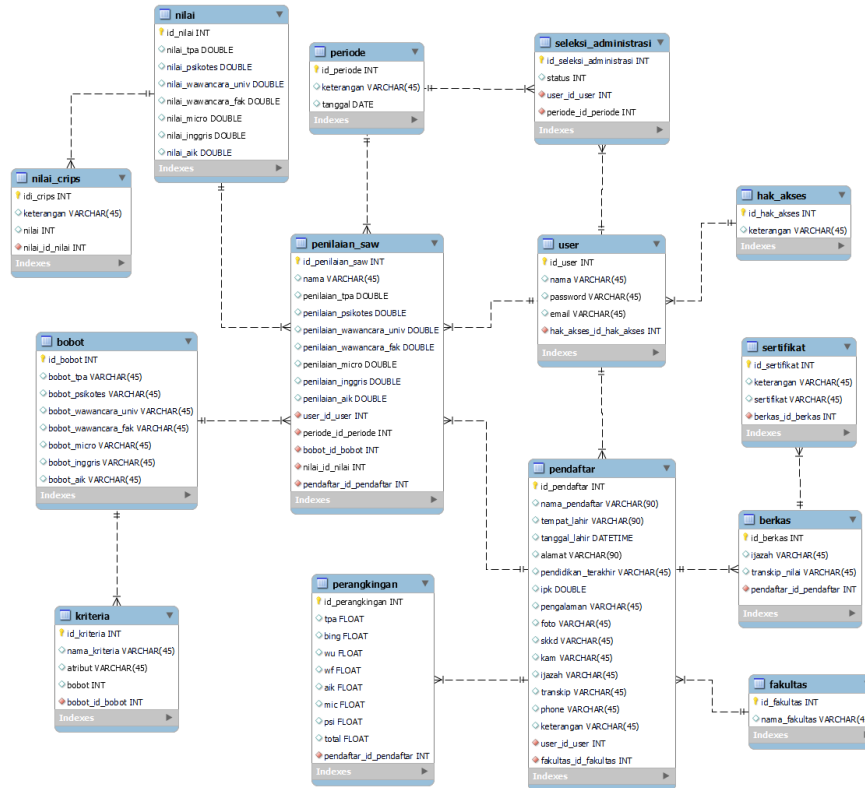 nilai
id_nilai INT
nilai_tpa DOUBLE
nilai_psikotes DOUBLE
nilai_wawancara_univ DOUBLE
nilai_wawancara_fak DOUBLE
nilai_micro DOUBLE
nilai_inggris DOUBLE
nilai_aik DOUBLE
Indexes
periode
id_periode INT
keterangan VARCHAR(45)
tanggal DATE
Indexes
seleksi_administrasi
id_seleksi_administrasi INT
status INT
user_id_user INT
periode_id_periode INT
Indexes
nilai_crips
idi_crips INT
keterangan VARCHAR(45)
nilai INT
nilai_id_nilai INT
Indexes
hak_akses
id_hak_akses INT
keterangan VARCHAR(45)
Indexes
penilaian_saw
id_penilaian_saw INT
nama VARCHAR(45)
penilaian_tpa DOUBLE
penilaian_psikotes DOUBLE
penilaian_wawancara_univ DOUBLE
penilaian_wawancara_fak DOUBLE
penilaian_micro DOUBLE
penilaian_inggris DOUBLE
penilaian_aik DOUBLE
user_id_user INT
periode_id_periode INT
bobot_id_bobot INT
nilai_id_nilai INT
pendaftar_id_pendaftar INT
Indexes
user
id_user INT
nama VARCHAR(45)
password VARCHAR(45)
email VARCHAR(45)
hak_akses_id_hak_akses INT
Indexes
bobot
id_bobot INT
bobot_tpa VARCHAR(45)
bobot_psikotes VARCHAR(45)
bobot_wawancara_univ VARCHAR(45)
bobot_wawancara_fak VARCHAR(45)
bobot_micro VARCHAR(45)
bobot_inggris VARCHAR(45)
bobot_aik VARCHAR(45)
Indexes
sertifikat
id_sertifikat INT
keterangan VARCHAR(45)
sertifikat VARCHAR(45)
berkas_id_berkas INT
Indexes
pendaftar
id_pendaftar INT
nama_pendaftar VARCHAR(90)
tempat_lahir VARCHAR(90)
tanggal_lahir DATETIME
alamat VARCHAR(90)
pendidikan_terakhir VARCHAR(45)
ipk DOUBLE
pengalaman VARCHAR(45)
foto VARCHAR(45)
skkd VARCHAR(45)
kam VARCHAR(45)
ijazah VARCHAR(45)
transkip VARCHAR(45)
phone VARCHAR(45)
keterangan VARCHAR(45)
user_id_user INT
fakultas_id_fakultas INT
Indexes
berkas
id_berkas INT
ijazah VARCHAR(45)
transkip_nilai VARCHAR(45)
pendaftar_id_pendaftar INT
Indexes
perangkingan
id_perangkingan INT
tpa FLOAT
bing FLOAT
wu FLOAT
wf FLOAT
aik FLOAT
mic FLOAT
psi FLOAT
total FLOAT
pendaftar_id_pendaftar INT
Indexes
kriteria
id_kriteria INT
nama_kriteria VARCHAR(45)
atribut VARCHAR(45)
bobot INT
bobot_id_bobot INT
Indexes
fakultas
id_fakultas INT
nama_fakultas VARCHAR(4
Indexes